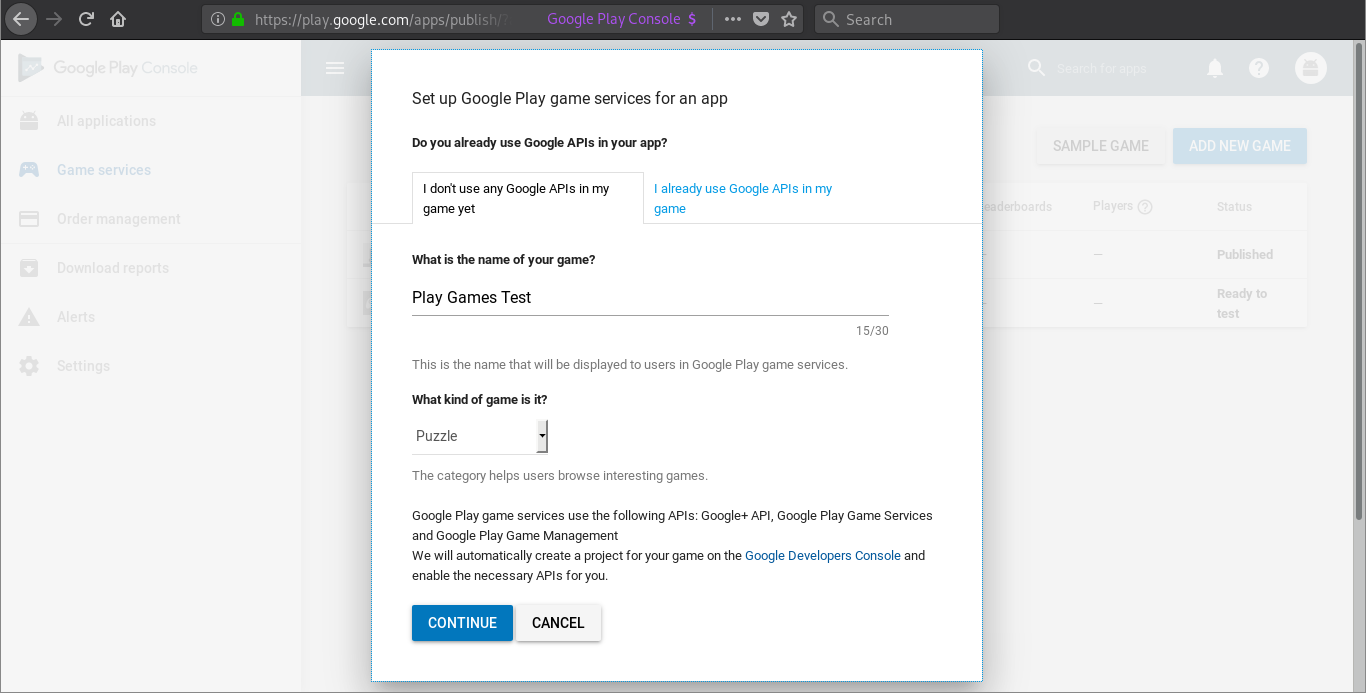 https://play.google.com/apps/publish/?
Google Play Console $
Search
Google Play Console
Search for apps
All applications
Game services
Order management
Download reports
Alerts
Settings
SAMPLE GAME
ADD NEW GAME
eaderboards
Players
Status
—
—
Published
—
—
Ready to
test
Set up Google Play game services for an app
Do you already use Google APIs in your app?
I don't use any Google APIs in my
game yet
I already use Google APIs in my
game
What is the name of your game?
Play Games Test
15/30
This is the name that will be displayed to users in Google Play game services.
What kind of game is it?
Puzzle
The category helps users browse interesting games.
Google Play game services use the following APIs: Google+ API, Google Play Game Services
and Google Play Game Management
We will automatically create a project for your game on the Google Developers Console and
enable the necessary APIs for you.
CONTINUE
CANCEL